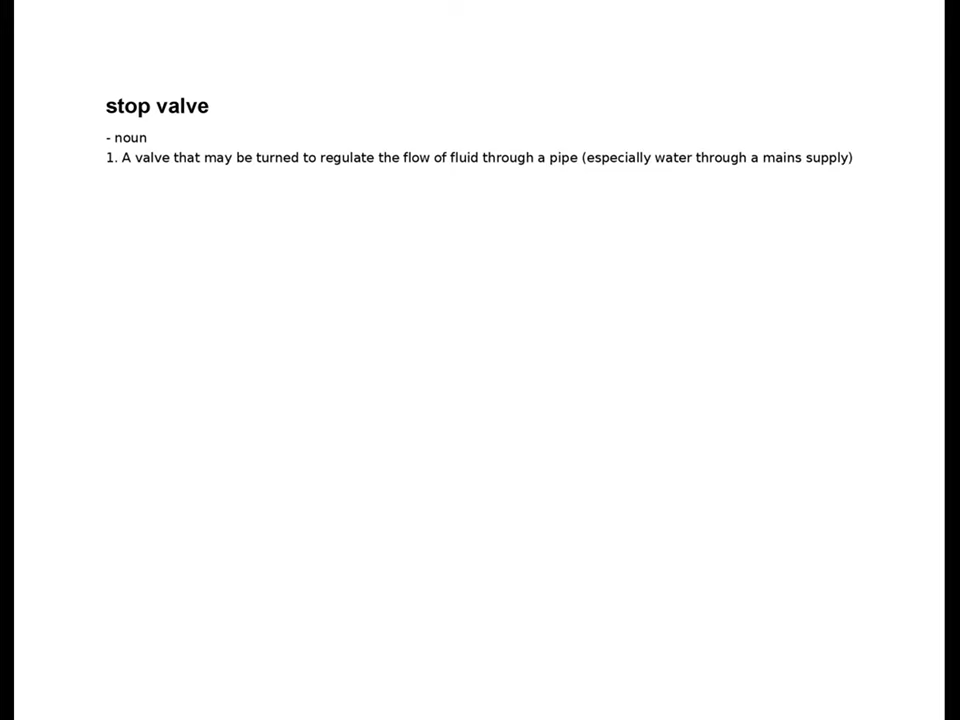 stop valve
- noun
1. A valve that may be turned to regulate the flow of fluid through a pipe (especially water through a mains supply)